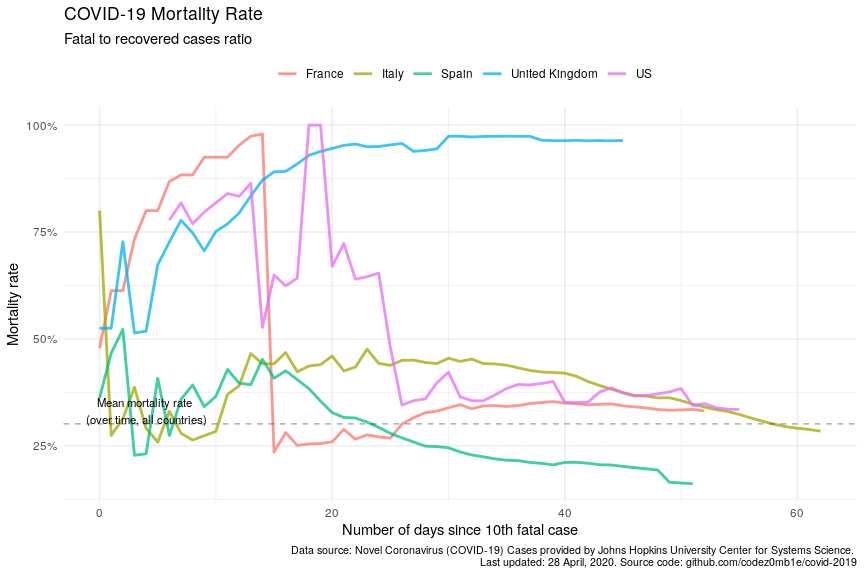 COVID-19 Mortality Rate
Fatal to recovered cases ratio
France Italy Spain United Kingdom US
100%
75%
50%
25%
Mortality rate
Mean mortality rate
(over time, all countries)
0 20 40 60
Number of days since 10th fatal case
Data source: Novel Coronavirus (COVID-19) Cases provided by Johns Hopkins University Center for Systems Science.
Last updated: 28 April, 2020. Source code: github.com/codez0mb1e/covid-2019